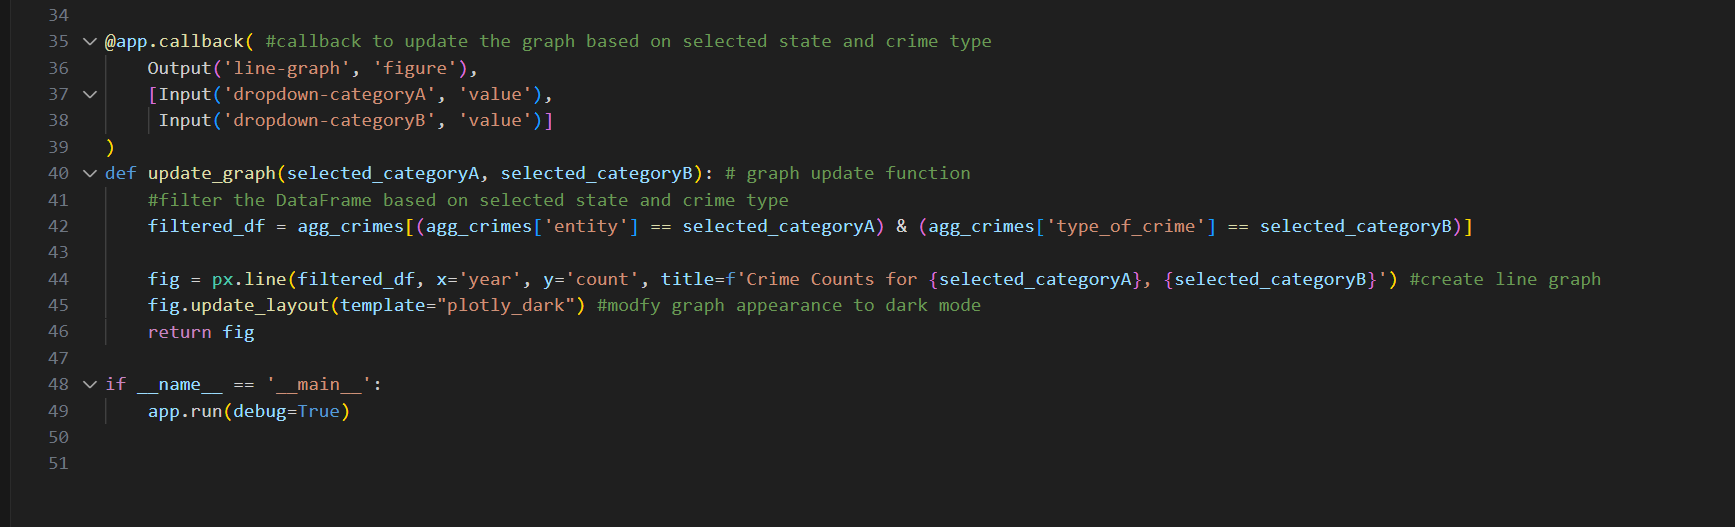 34
35 @app.callback( #callback to update the graph based on selected state and crime type
36     Output('line-graph', 'figure'),
37     [Input('dropdown-categoryA', 'value'),
38      Input('dropdown-categoryB', 'value')]
39 )
40 def update_graph(selected_categoryA, selected_categoryB): # graph update function
41     #filter the DataFrame based on selected state and crime type
42     filtered_df = agg_crimes[(agg_crimes['entity'] == selected_categoryA) & (agg_crimes['type_of_crime'] == selected_categoryB)]
43
44     fig = px.line(filtered_df, x='year', y='count', title=f'Crime Counts for {selected_categoryA}, {selected_categoryB}') #create line graph
45     fig.update_layout(template="plotly_dark") #modfy graph appearance to dark mode
46     return fig
47
48 if __name__ == '__main__':
49     app.run(debug=True)
50
51